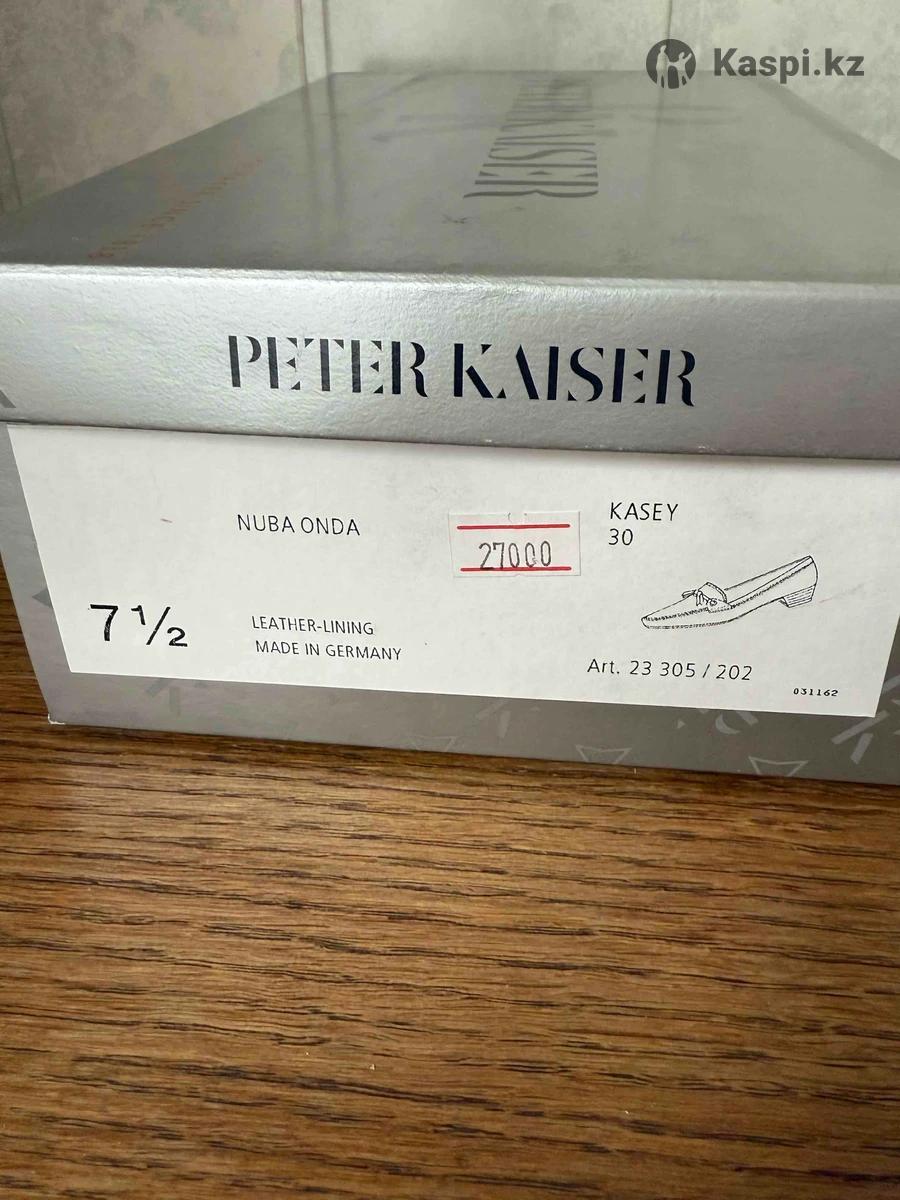 Kaspi.kz
PETER KAISER
PETER KAISER
NUBA ONDA
27000
KASEY
30
7 ½
LEATHER-LINING
MADE IN GERMANY
Art. 23 305 / 202
031162